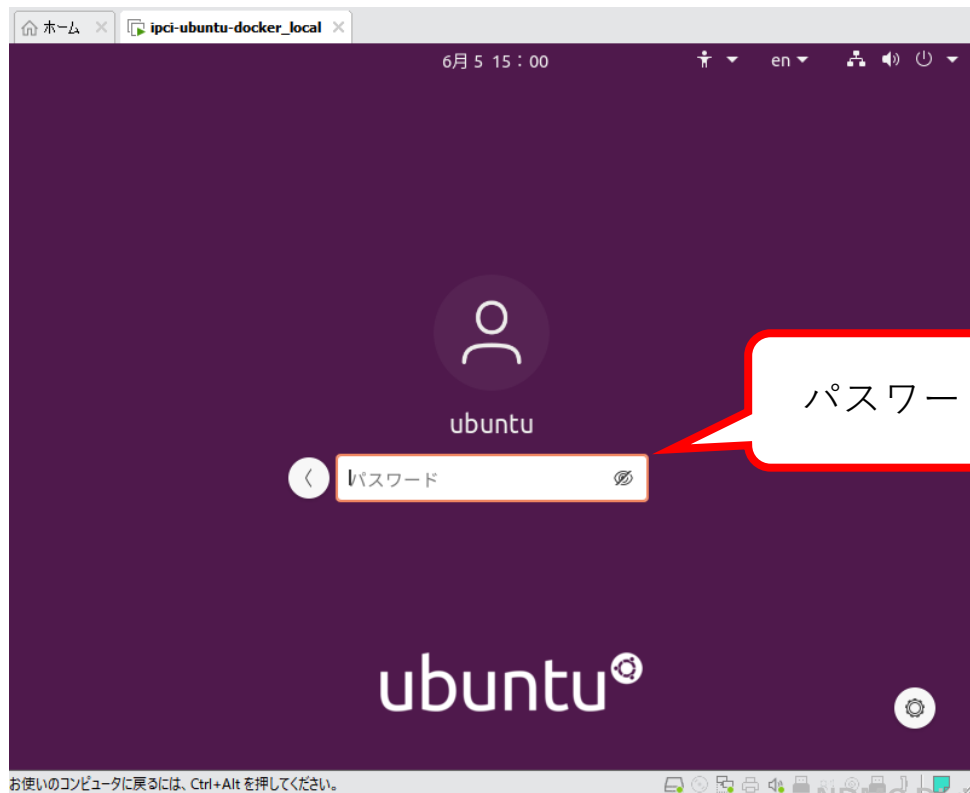 ホーム
ipci-ubuntu-docker_local
6月 5 15：00
en
パスワー
ubuntu
パスワード
ubuntu
お使いのコンピュータに戻るには、Ctrl+Alt を押してください。